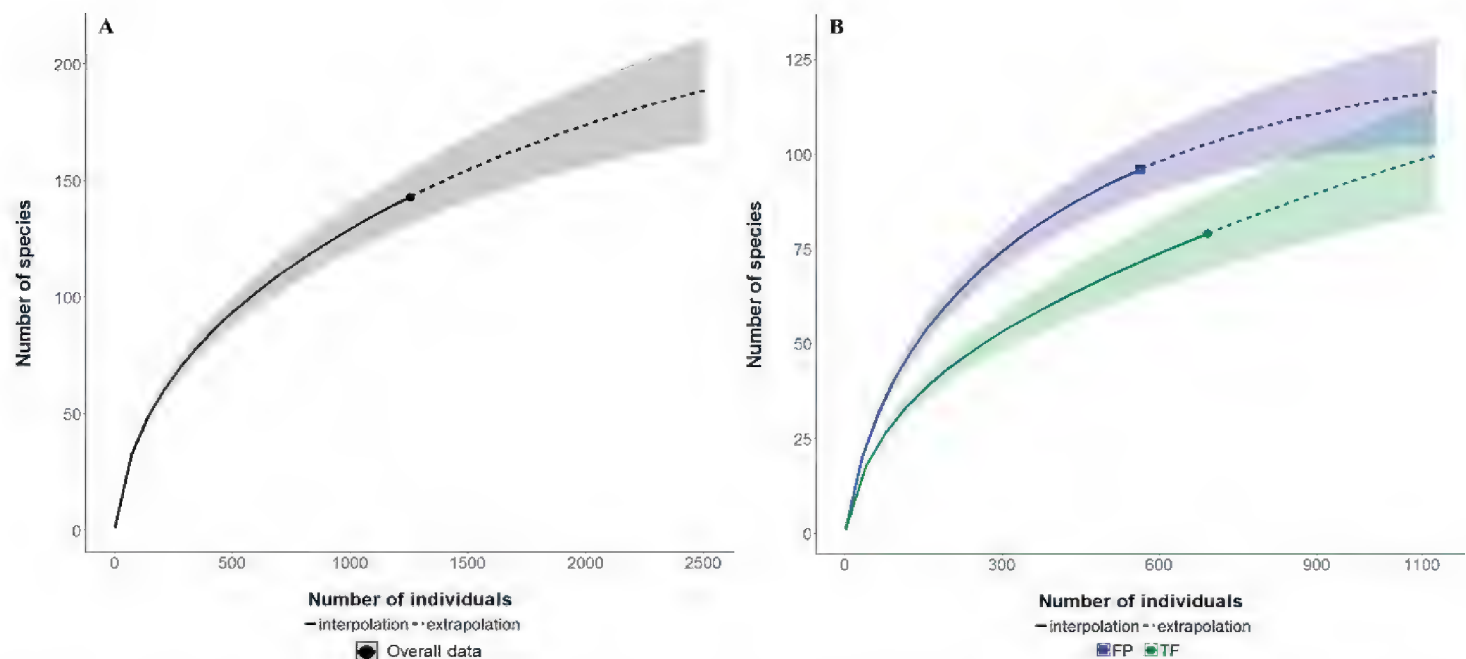 A
Number of species
200
150
100
50
0
0 500 1000 1500 2000 2500
Number of individuals
interpolation extrapolation
Overall data
B
Number of species
125
100
75
50
25
0
0 300 600 900 1100
Number of individuals
interpolation extrapolation
FP TF